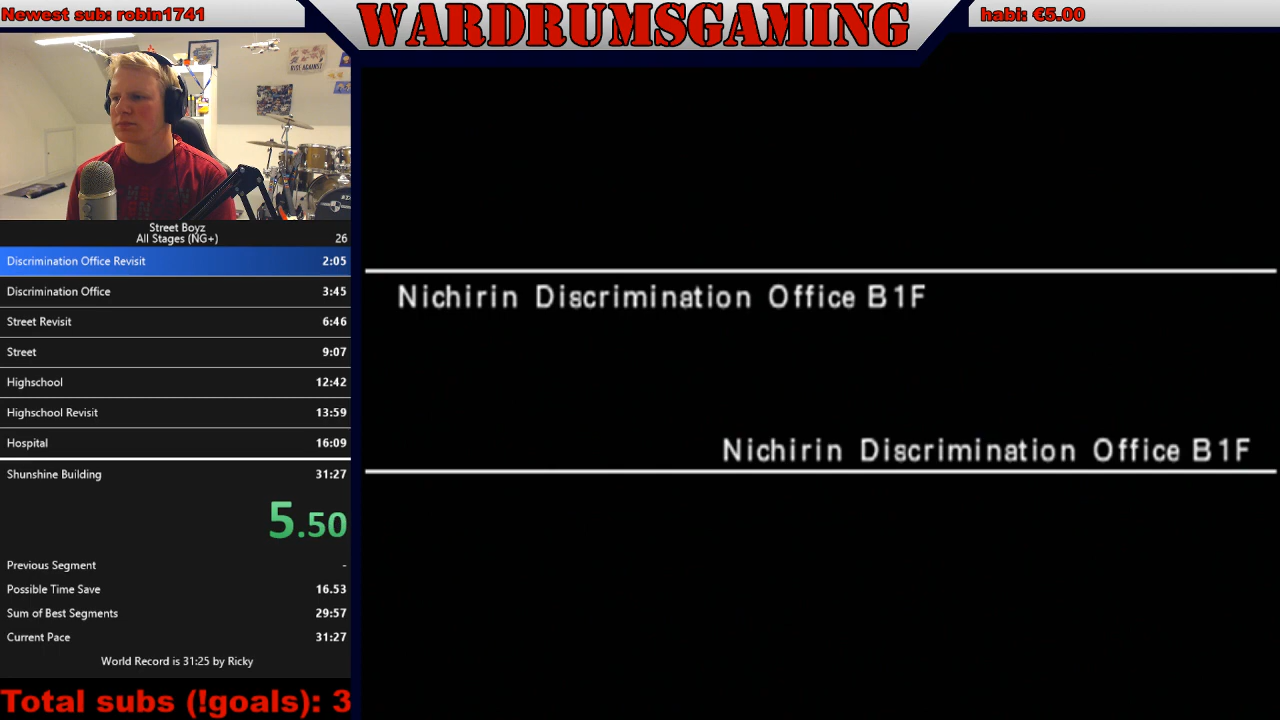 Newest sub: robin1741
WARDRUMSGAMING
habi: €5.00
RISE AGAINST
Street Boyz
All Stages (NG+) 26
Discrimination Office Revisit 2:05
Discrimination Office 3:45
Street Revisit 6:46
Street 9:07
Highschool 12:42
Highschool Revisit 13:59
Hospital 16:09
Shunshine Building 31:27
5.50
Previous Segment -
Possible Time Save 16.53
Sum of Best Segments 29:57
Current Pace 31:27
World Record is 31:25 by Ricky
Total subs (!goals): 3
Nichirin Discrimination Office B1F
Nichirin Discrimination Office B1F